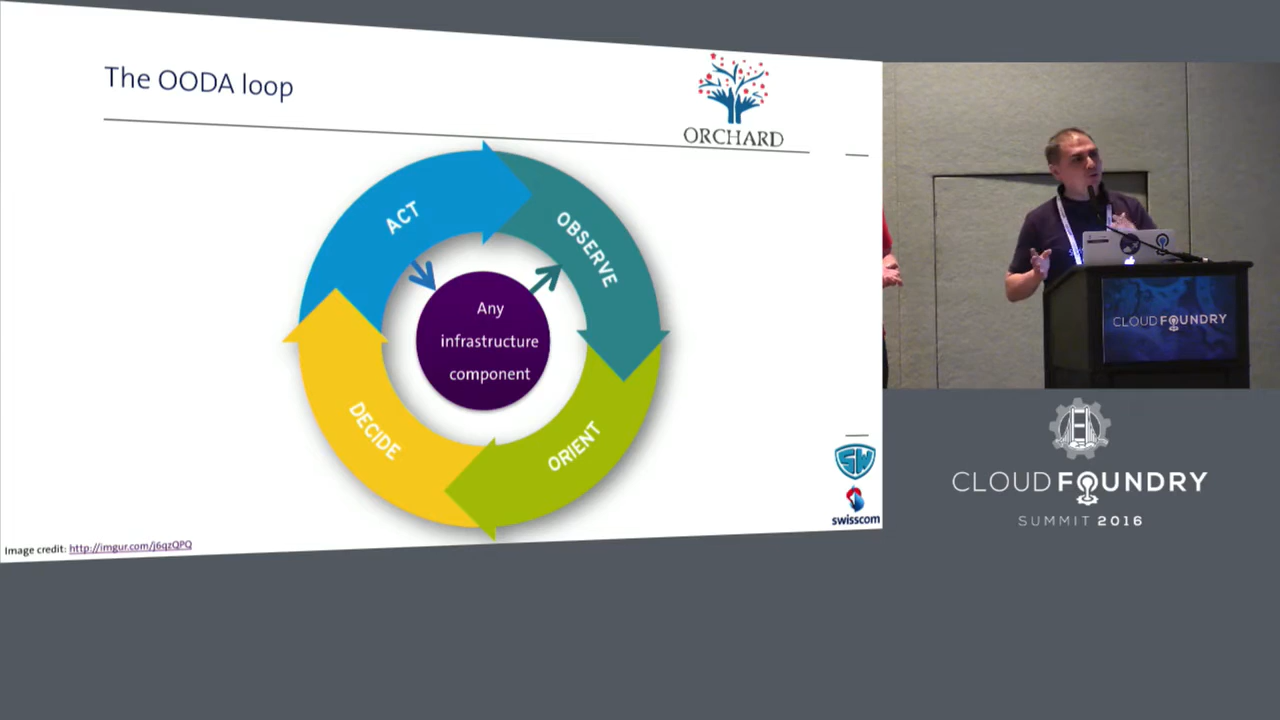 The OODA loop
ORCHARD
ACT
OBSERVE
Any
infrastructure
component
DECIDE
ORIENT
SW
swisscom
Image credit: http://imgur.com/j6qzQPQ
CLOUD FOUNDRY
CLOUD FOUNDRY
SUMMIT 2016